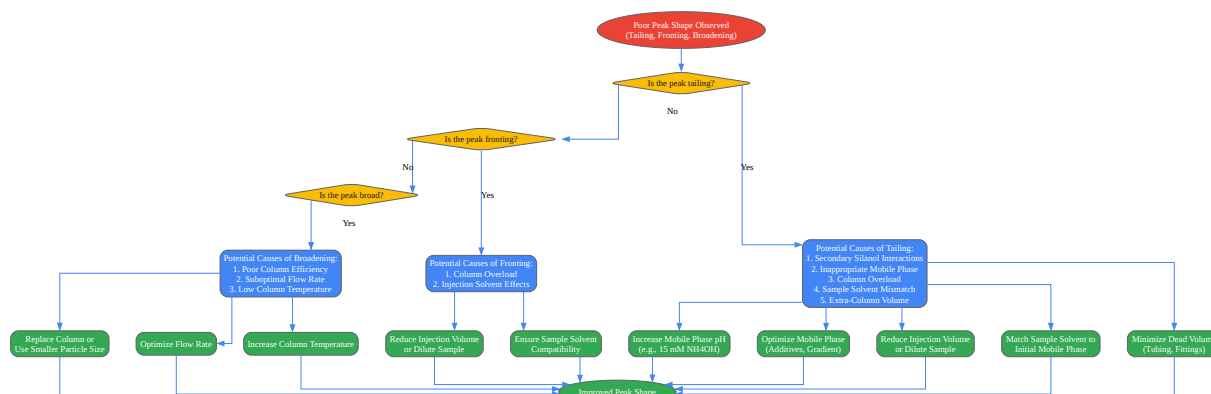 Poor Peak Shape Observed
(Tailing, Fronting, Broadening)
Is the peak tailing?
No
Is the peak fronting?
No
Yes
Yes
Is the peak broad?
Yes
Potential Causes of Broadening:
1. Poor Column Efficiency
2. Suboptimal Flow Rate
3. Low Column Temperature
Potential Causes of Fronting:
1. Column Overload
2. Injection Solvent Effects
Potential Causes of Tailing:
1. Secondary Silanol Interactions
2. Inappropriate Mobile Phase
3. Column Overload
4. Sample Solvent Mismatch
5. Extra-Column Volume
Replace Column or
Use Smaller Particle Size
Optimize Flow Rate
Increase Column Temperature
Reduce Injection Volume
or Dilute Sample
Ensure Sample Solvent
Compatibility
Increase Mobile Phase pH
(e.g., 15 mM NH4OH)
Optimize Mobile Phase
(Additives, Gradient)
Reduce Injection Volume
or Dilute Sample
Match Sample Solvent to
Initial Mobile Phase
Minimize Dead Volum
(Tubing, Fittings)
Improved Peak Shape